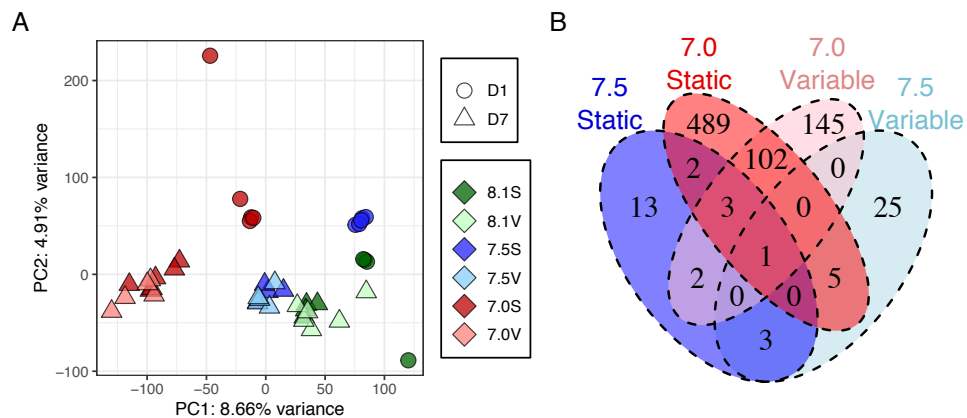 A
PC2: 4.91% variance
200
100
0
−100
−100
−50
0
50
100
PC1: 8.66% variance
D1
D7
8.1S
8.1V
7.5S
7.5V
7.0S
7.0V
B
7.5
Static
7.0
Static
7.0
Variable
7.5
Variable
489
145
2
102
0
13
3
0
25
1
2
0
0
5
3